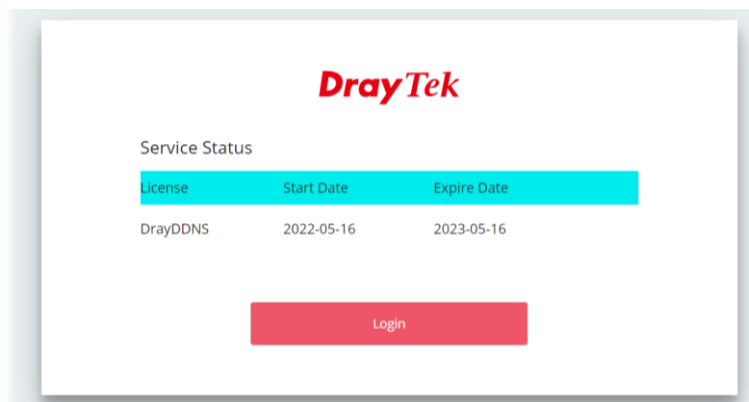 DrayTek
Service Status
License Start Date Expire Date
DrayDDNS 2022-05-16 2023-05-16
Login